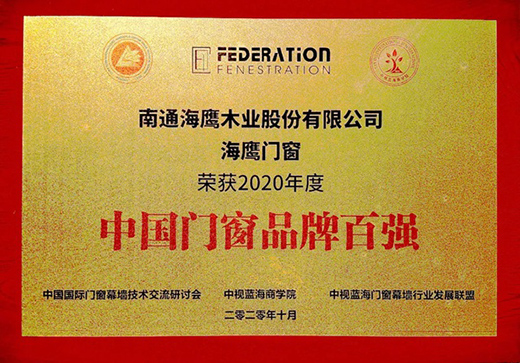 FEDERATION
FENESTRATION
南通海鹰木业股份有限公司
海鹰门窗
荣获2020年度
中国门窗品牌百强
中国国际门窗幕墙技术交流研讨会 中视蓝海商学院 中视蓝海门窗幕墙行业发展联盟
二〇二〇年十月